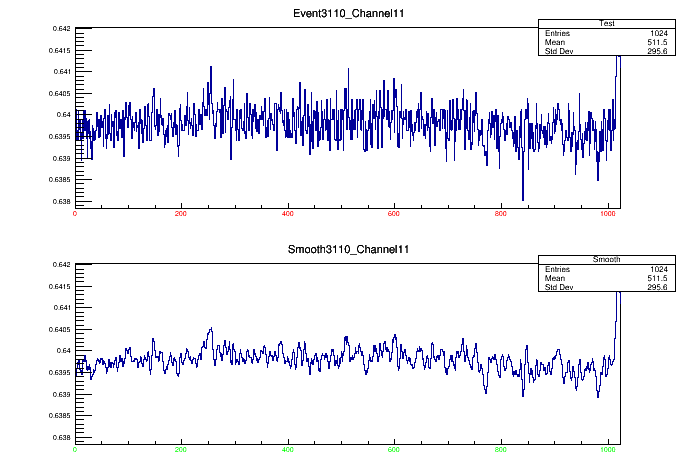 Event3110_Channel11
Test
Entries 1024
Mean 511.5
Std Dev 295.6
0.642
0.6415
0.641
0.6405
0.64
0.6395
0.639
0.6385
0.638
0 200 400 600 800 1000
Smooth3110_Channel11
Smooth
Entries 1024
Mean 511.5
Std Dev 295.6
0.642
0.6415
0.641
0.6405
0.64
0.6395
0.639
0.6385
0.638
0 200 400 600 800 1000